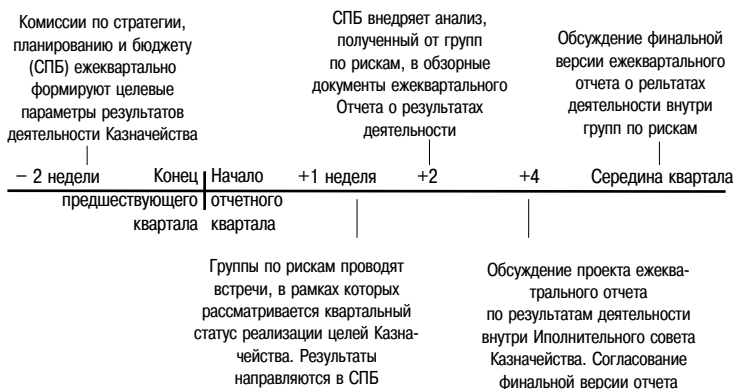 Комиссии по стратегии,
планированию и бюджету
(СПБ) ежеквартально
формируют целевые
параметры результатов
деятельности Казначейства
СПБ внедряет анализ,
полученный от групп
по рискам, в обзорные
документы ежеквартального
Отчета о результатах
деятельности
Обсуждение финальной
версии ежеквартального
отчета о рельтатах
деятельности внутри
групп по рискам
– 2 недели
Конец
предшествующего
квартала
Начало
отчетного
квартала
+1 неделя
+2
+4
Середина квартала
Группы по рискам проводят
встречи, в рамках которых
рассматривается квартальный
статус реализации целей Казна-
чейства. Результаты
направляются в СПБ
Обсуждение проекта ежеква-
трального отчета
по результатам деятельности
внутри Иполнительного совета
Казначейства. Согласование
финальной версии отчета